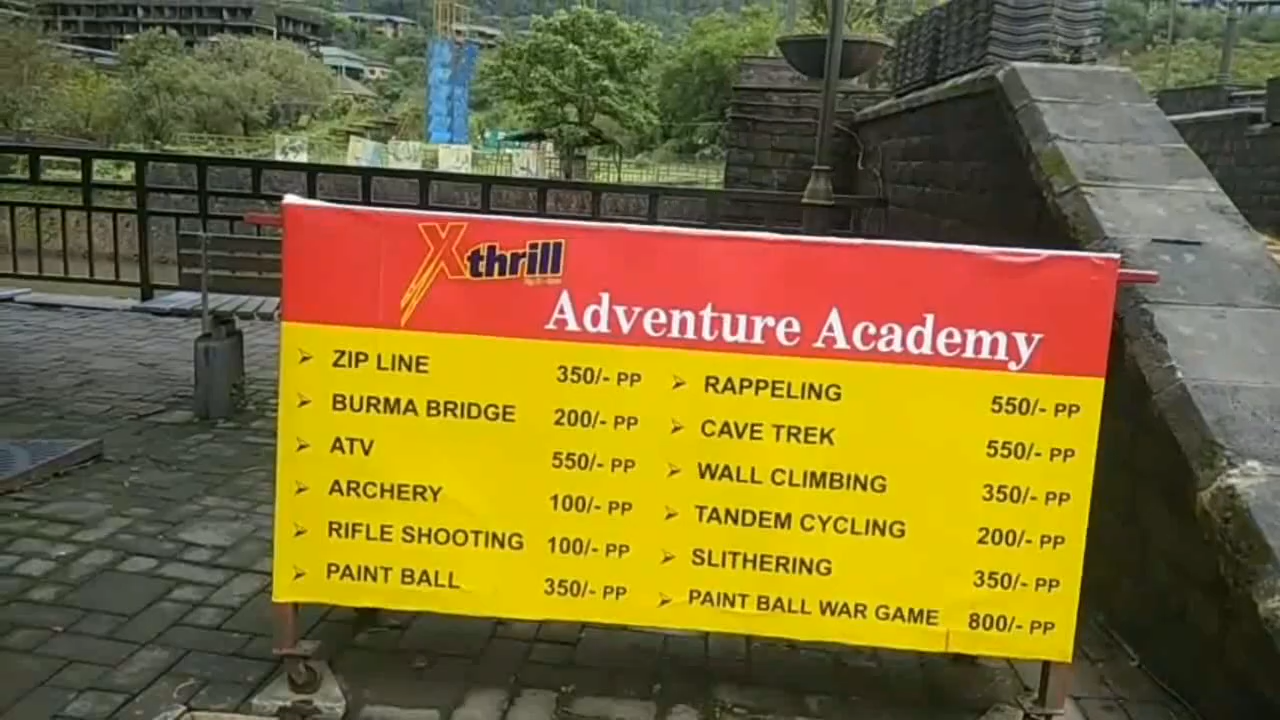 Xthrill
Adventure Academy
ZIP LINE 350/- PP
BURMA BRIDGE 200/- PP
ATV 550/- PP
ARCHERY 100/- PP
RIFLE SHOOTING 100/- PP
PAINT BALL 350/- PP
RAPPELING 550/- PP
CAVE TREK 550/- PP
WALL CLIMBING 350/- PP
TANDEM CYCLING 200/- PP
SLITHERING 350/- PP
PAINT BALL WAR GAME 800/- PP